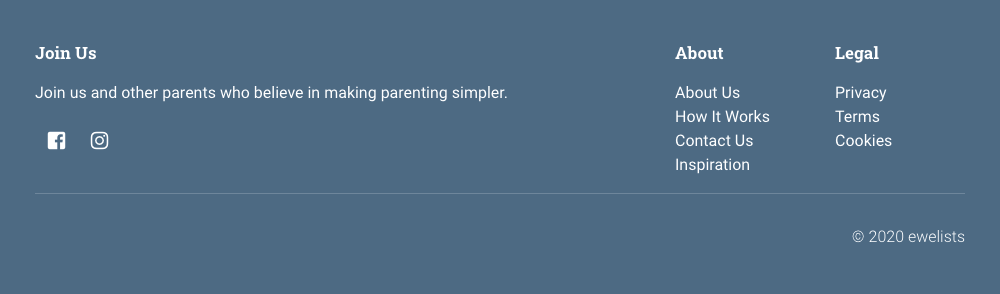 Join Us
Join us and other parents who believe in making parenting simpler.
About
About Us
How It Works
Contact Us
Inspiration
Legal
Privacy
Terms
Cookies
© 2020 ewelists